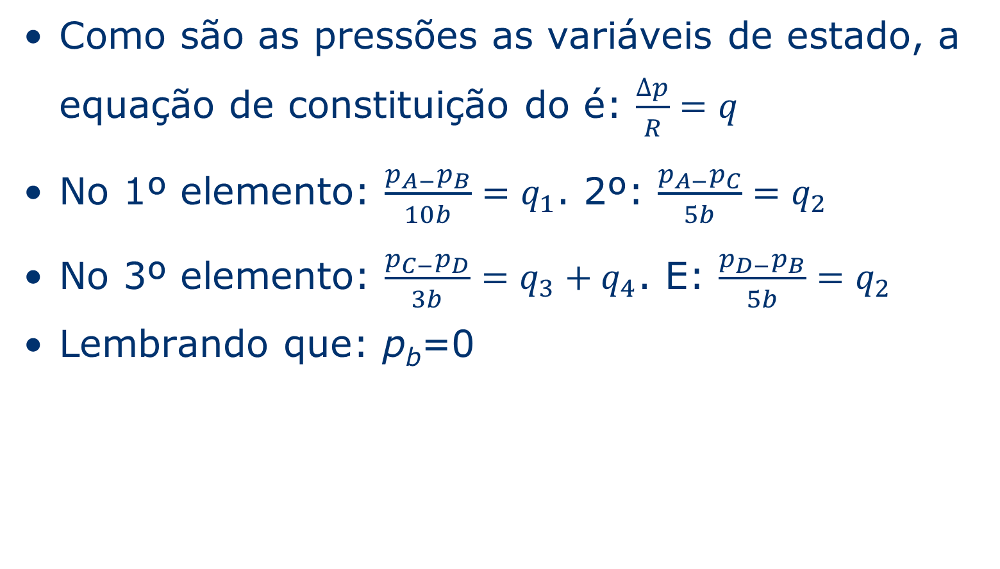 • Como são as pressões as variáveis de estado, a
equação de constituição do é: $\frac{\Delta p}{R} = q$
• No 1º elemento: $\frac{p_{A-}p_B}{10b} = q_1$. 2º: $\frac{p_{A-}p_C}{5b} = q_2$
• No 3º elemento: $\frac{p_{C-}p_D}{3b} = q_3 + q_4$. E: $\frac{p_{D-}p_B}{5b} = q_2$
• Lembrando que: $p_b$=0